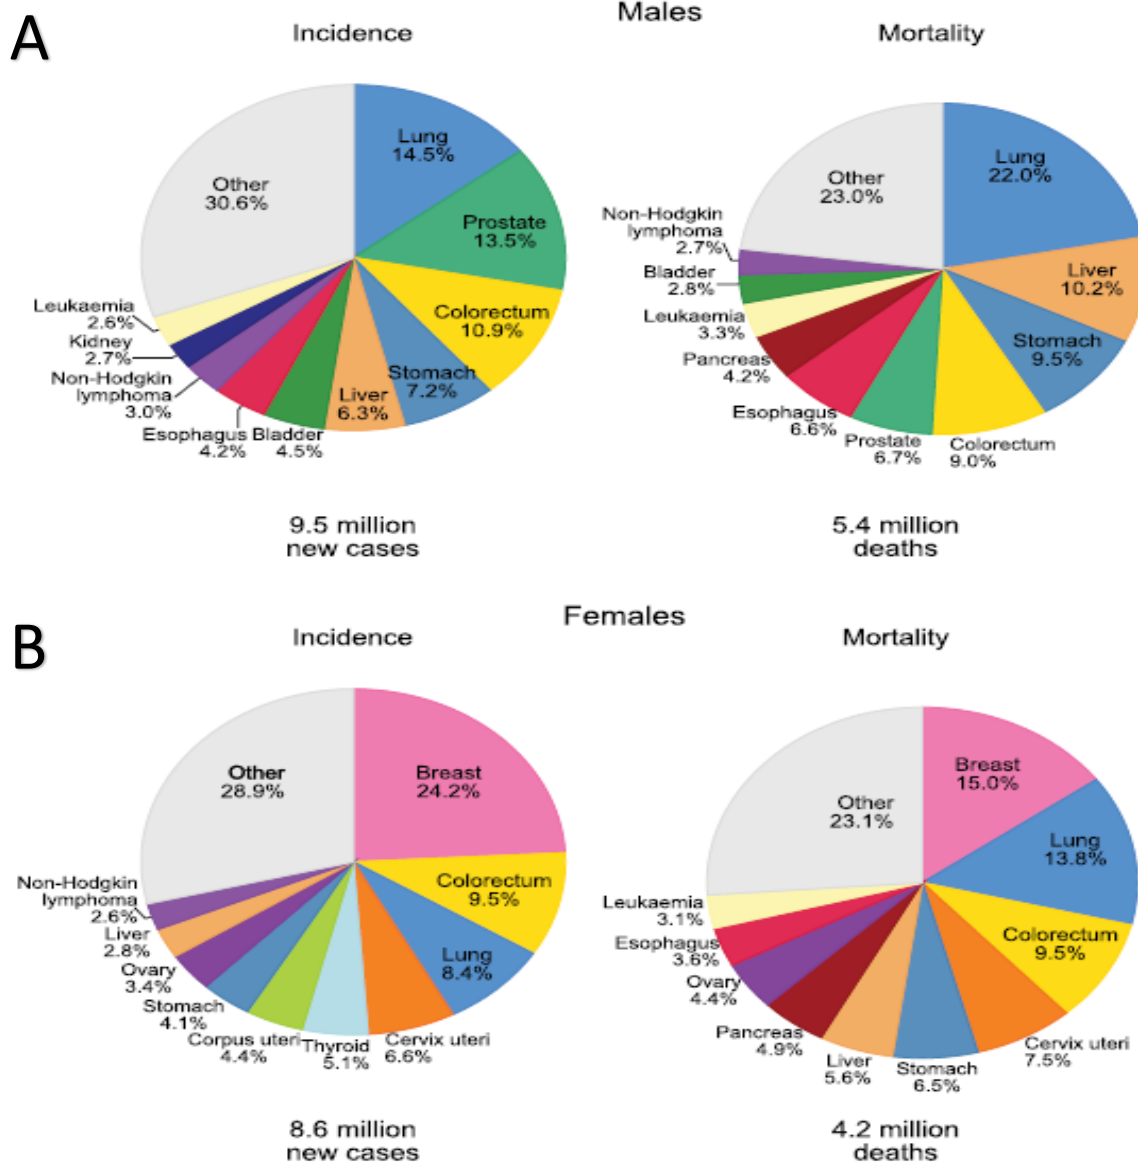 A
Males
Incidence
Mortality
Lung
14.5%
Prostate
13.5%
Colorectum
10.9%
Stomach
7.2%
Liver
6.3%
Bladder
4.5%
Esophagus
4.2%
Non-Hodgkin
lymphoma
3.0%
Kidney
2.7%
Leukaemia
2.6%
Other
30.6%
9.5 million
new cases
Lung
22.0%
Liver
10.2%
Stomach
9.5%
Colorectum
9.0%
Prostate
6.7%
Esophagus
6.6%
Pancreas
4.2%
Leukaemia
3.3%
Bladder
2.8%
Non-Hodgkin
lymphoma
2.7%
Other
23.0%
5.4 million
deaths
B
Females
Incidence
Mortality
Breast
24.2%
Colorectum
9.5%
Lung
8.4%
Cervix uteri
6.6%
Thyroid
5.1%
Corpus uteri
4.4%
Stomach
4.1%
Ovary
3.4%
Liver
2.8%
Non-Hodgkin
lymphoma
2.6%
Other
28.9%
8.6 million
new cases
Breast
15.0%
Lung
13.8%
Colorectum
9.5%
Cervix uteri
7.5%
Stomach
6.5%
Liver
5.6%
Pancreas
4.9%
Ovary
4.4%
Esophagus
3.6%
Leukaemia
3.1%
Other
23.1%
4.2 million
deaths